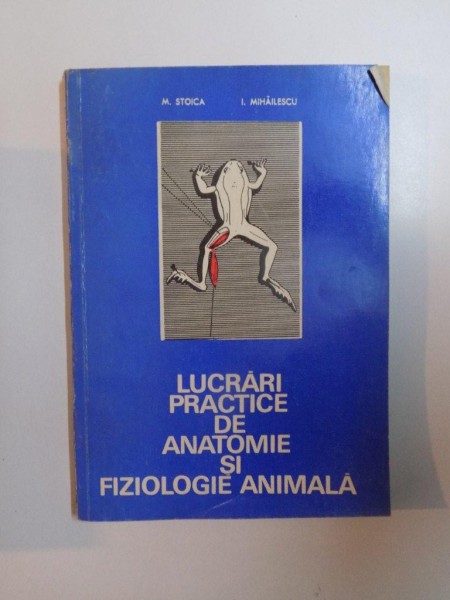 M. STOICA I. MIHĂILESCU
LUCRĂRI
PRACTICE
DE
ANATOMIE
ȘI
FIZIOLOGIE ANIMALĂ